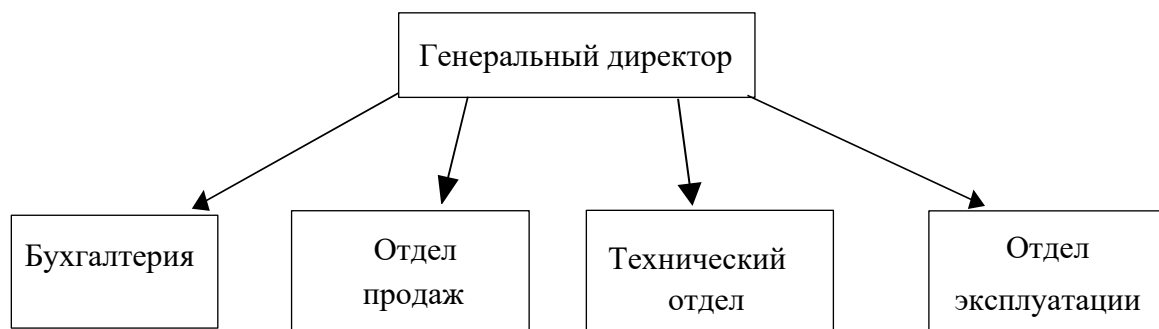 Генеральный директор
Бухгалтерия
Отдел
продаж
Технический
отдел
Отдел
эксплуатации